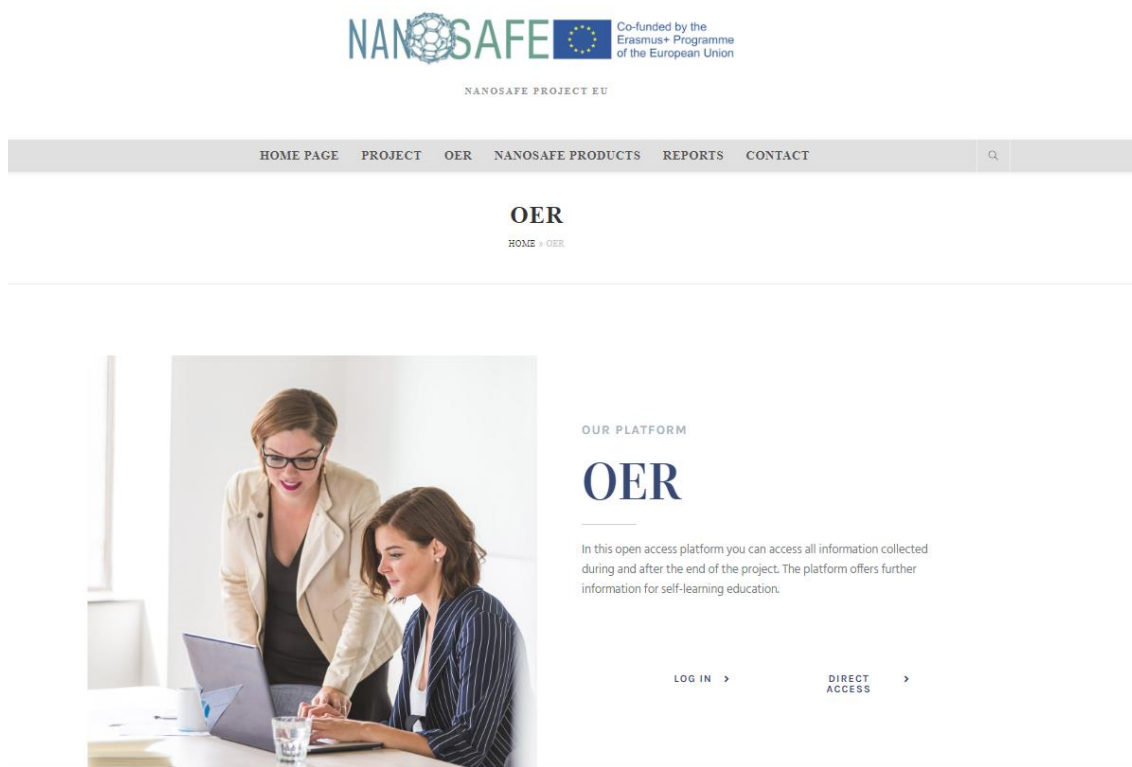 NANOSAFE
Co-funded by the
Erasmus+ Programme
of the European Union
NANOSAFE PROJECT EU
HOME PAGE PROJECT OER NANOSAFE PRODUCTS REPORTS CONTACT
OER
HOME » OER
OUR PLATFORM
OER
In this open access platform you can access all information collected
during and after the end of the project. The platform offers further
information for self-learning education.
LOG IN >
DIRECT >
ACCESS